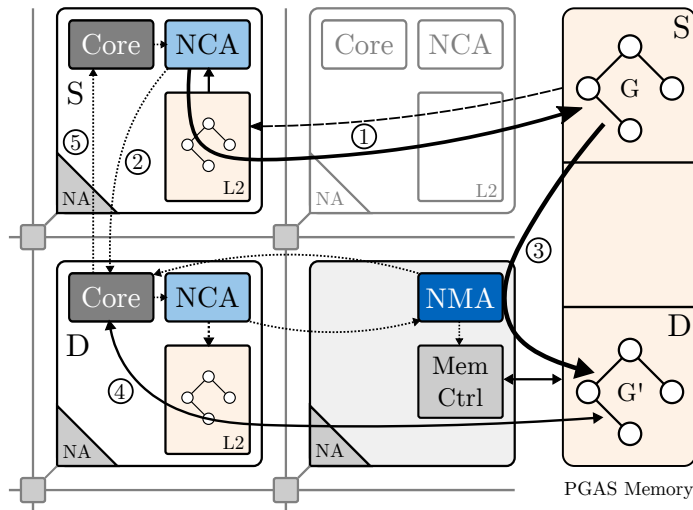 Core NCA
S
L2
NA
⑤
②
Core NCA
L2
NA
①
S
G
③
Core NCA
D
L2
NA
④
NMA
Mem
Ctrl
NA
D
G'
PGAS Memory